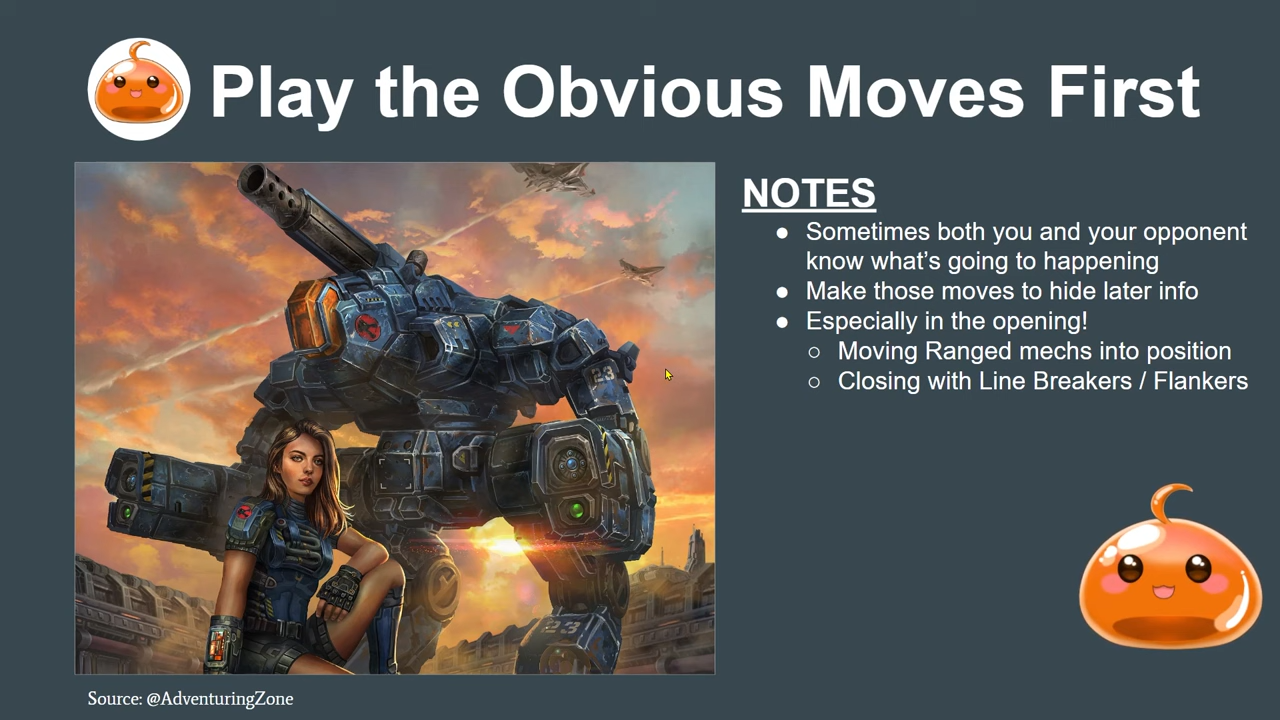 Play the Obvious Moves First
NOTES
● Sometimes both you and your opponent
know what's going to happening
● Make those moves to hide later info
● Especially in the opening!
○ Moving Ranged mechs into position
○ Closing with Line Breakers / Flankers
23
23
Source: @AdventuringZone